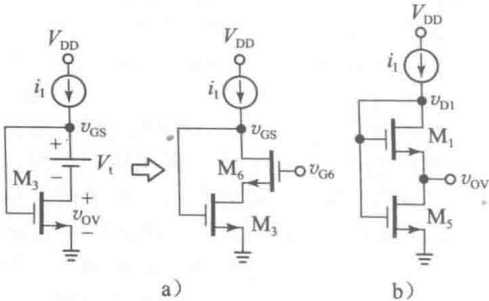 V_DD
i_1
v_GS
+
V_t
−
M_3
+
v_OV
−
V_DD
i_1
v_GS
M_6
v_G6
M_3
a)
V_DD
i_1
v_D1
M_1
v_OV
M_5
b)